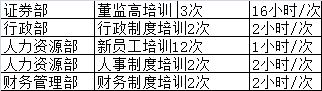 证券部 董监高培训 3次 16小时/次
行政部 行政制度培训 2次 2小时/次
人力资源部 新员工培训 12次 1小时/次
人力资源部 人事制度培训 2次 2小时/次
财务管理部 财务制度培训 2次 2小时/次